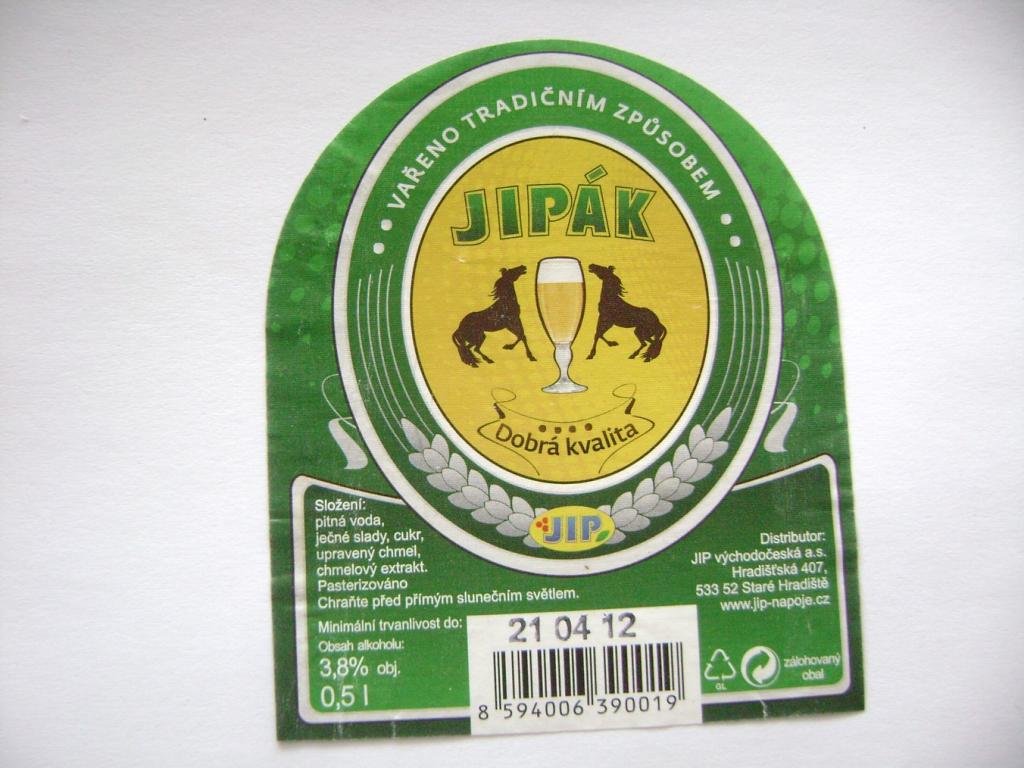 VAŘENO TRADIČNÍM ZPŮSOBEM
JIPÁK
Dobrá kvalita
JIP
Složení:
pitná voda,
ječné slady, cukr,
upravený chmel,
chmelový extrakt.
Pasterizováno
Chraňte před přímým slunečním světlem.
Minimální trvanlivost do:
21 04 12
Obsah alkoholu:
3,8% obj.
0,5 l
8 594006 390019
Distributor:
JIP východočeská a.s.
Hradišťská 407,
533 52 Staré Hradiště
www.jip-napoje.cz
GL
zálohovaný
obal